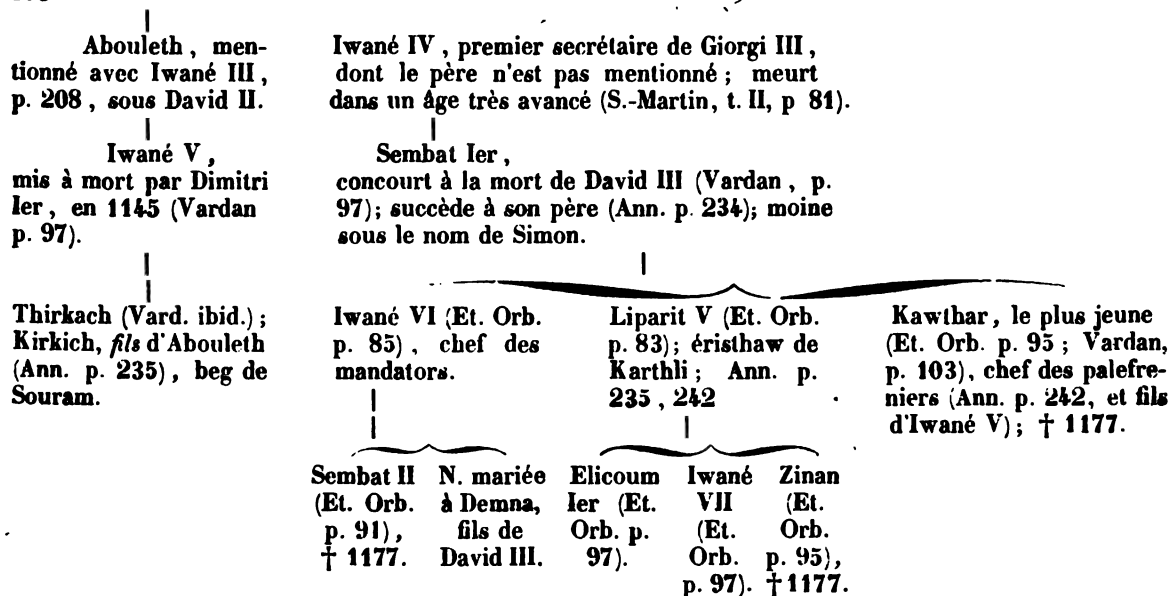 Abouleth, men-
tionné avec Iwané III,
p. 208, sous David II.
Iwané IV, premier secrétaire de Giorgi III,
dont le père n'est pas mentionné; meurt
dans un âge très avancé (S.-Martin, t. II, p 81).
Iwané V,
mis à mort par Dimitri
Ier, en 1145 (Vardan
p. 97).
Sembat Ier,
concourt à la mort de David III (Vardan, p.
97); succède à son père (Ann. p. 234); moine
sous le nom de Simon.
Thirkach (Vard. ibid.);
Kirkich, fils d'Abouleth
(Ann. p. 235), beg de
Souram.
Iwané VI (Et. Orb.
p. 85), chef des
mandators.
Liparit V (Et. Orb.
p. 83); éristhaw de
Karthli; Ann. p.
235, 242
Kawthar, le plus jeune
(Et. Orb. p. 95; Vardan,
p. 103), chef des palefre-
niers (Ann. p. 242, et fils
d'Iwané V); † 1177.
Sembat II
(Et. Orb.
p. 91),
† 1177.
N. mariée
à Demna,
fils de
David III.
Elicoum
Ier (Et.
Orb. p.
97).
Iwané
VII
(Et.
Orb.
p. 97).
Zinan
(Et.
Orb.
p. 95),
†1177.